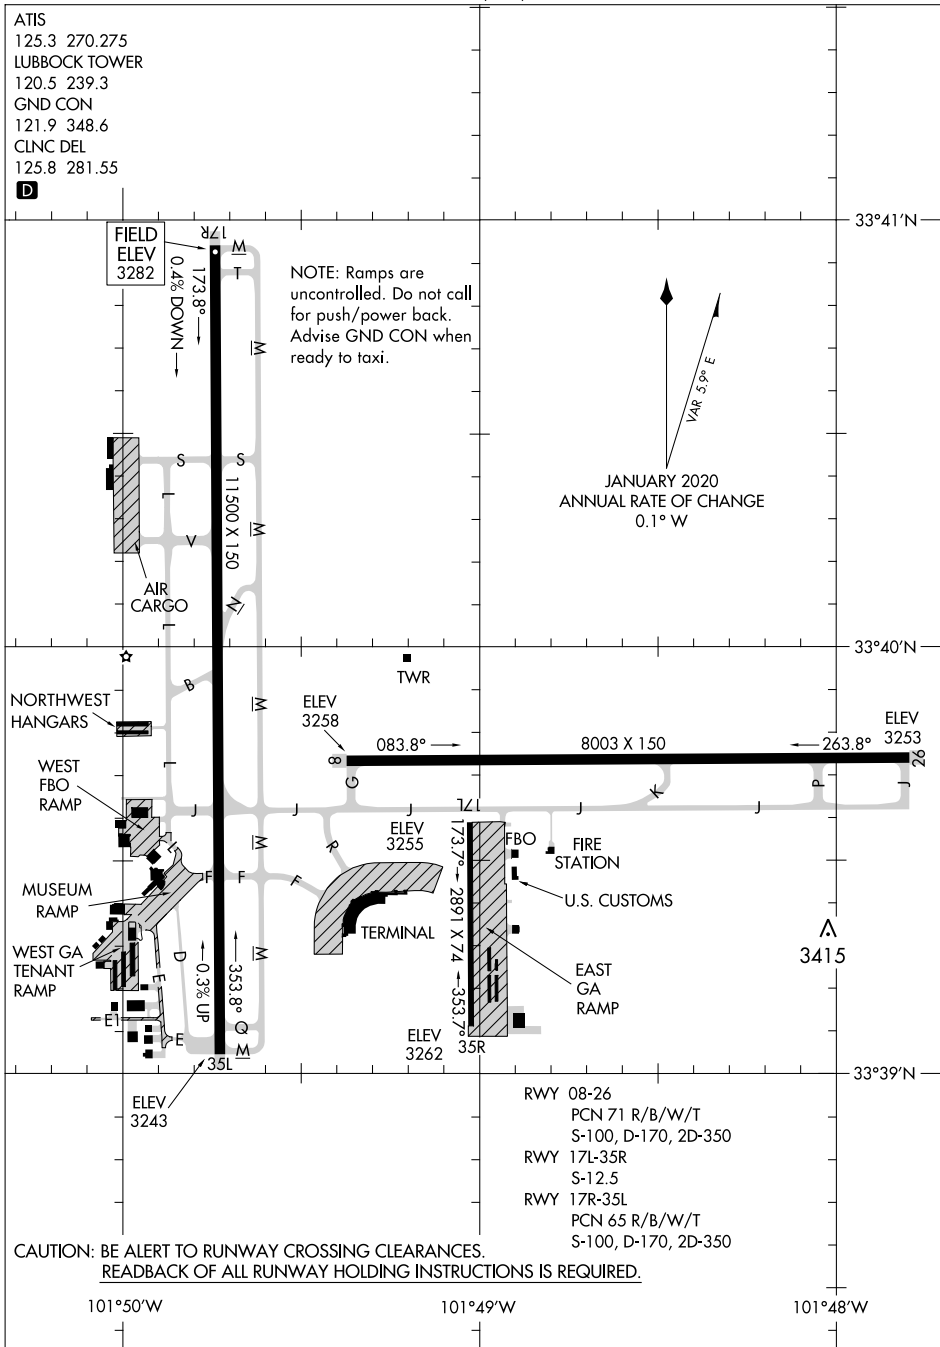 ATIS
125.3 270.275
LUBBOCK TOWER
120.5 239.3
GND CON
121.9 348.6
CLNC DEL
125.8 281.55
D
33°41'N
FIELD
ELEV
3282
17R
M
T
0.4% DOWN
173.8°
NOTE: Ramps are
uncontrolled. Do not call
for push/power back.
Advise GND CON when
ready to taxi.
M
VAR 5.9° E
JANUARY 2020
ANNUAL RATE OF CHANGE
0.1° W
S
S
L
11500 X 150
M
V
AIR
CARGO
N
L
33°40'N
TWR
B
M
NORTHWEST
HANGARS
ELEV
3258
ELEV
3253
083.8°
8003 X 150
263.8°
8
26
L
WEST
FBO
RAMP
G
K
P
J
J
J
J
J
17L
M
R
ELEV
3255
FBO
FIRE
STATION
L
F
F
F
MUSEUM
RAMP
U.S. CUSTOMS
173.7°
2891 X 74
353.7°
TERMINAL
WEST GA
TENANT
RAMP
D
M
E
0.3% UP
353.8°
EAST
GA
RAMP
3415
E1
E
Q
M
ELEV
3262
35R
35L
33°39'N
ELEV
3243
RWY 08-26
PCN 71 R/B/W/T
S-100, D-170, 2D-350
RWY 17L-35R
S-12.5
RWY 17R-35L
PCN 65 R/B/W/T
S-100, D-170, 2D-350
CAUTION: BE ALERT TO RUNWAY CROSSING CLEARANCES.
READBACK OF ALL RUNWAY HOLDING INSTRUCTIONS IS REQUIRED.
101°50'W
101°49'W
101°48'W